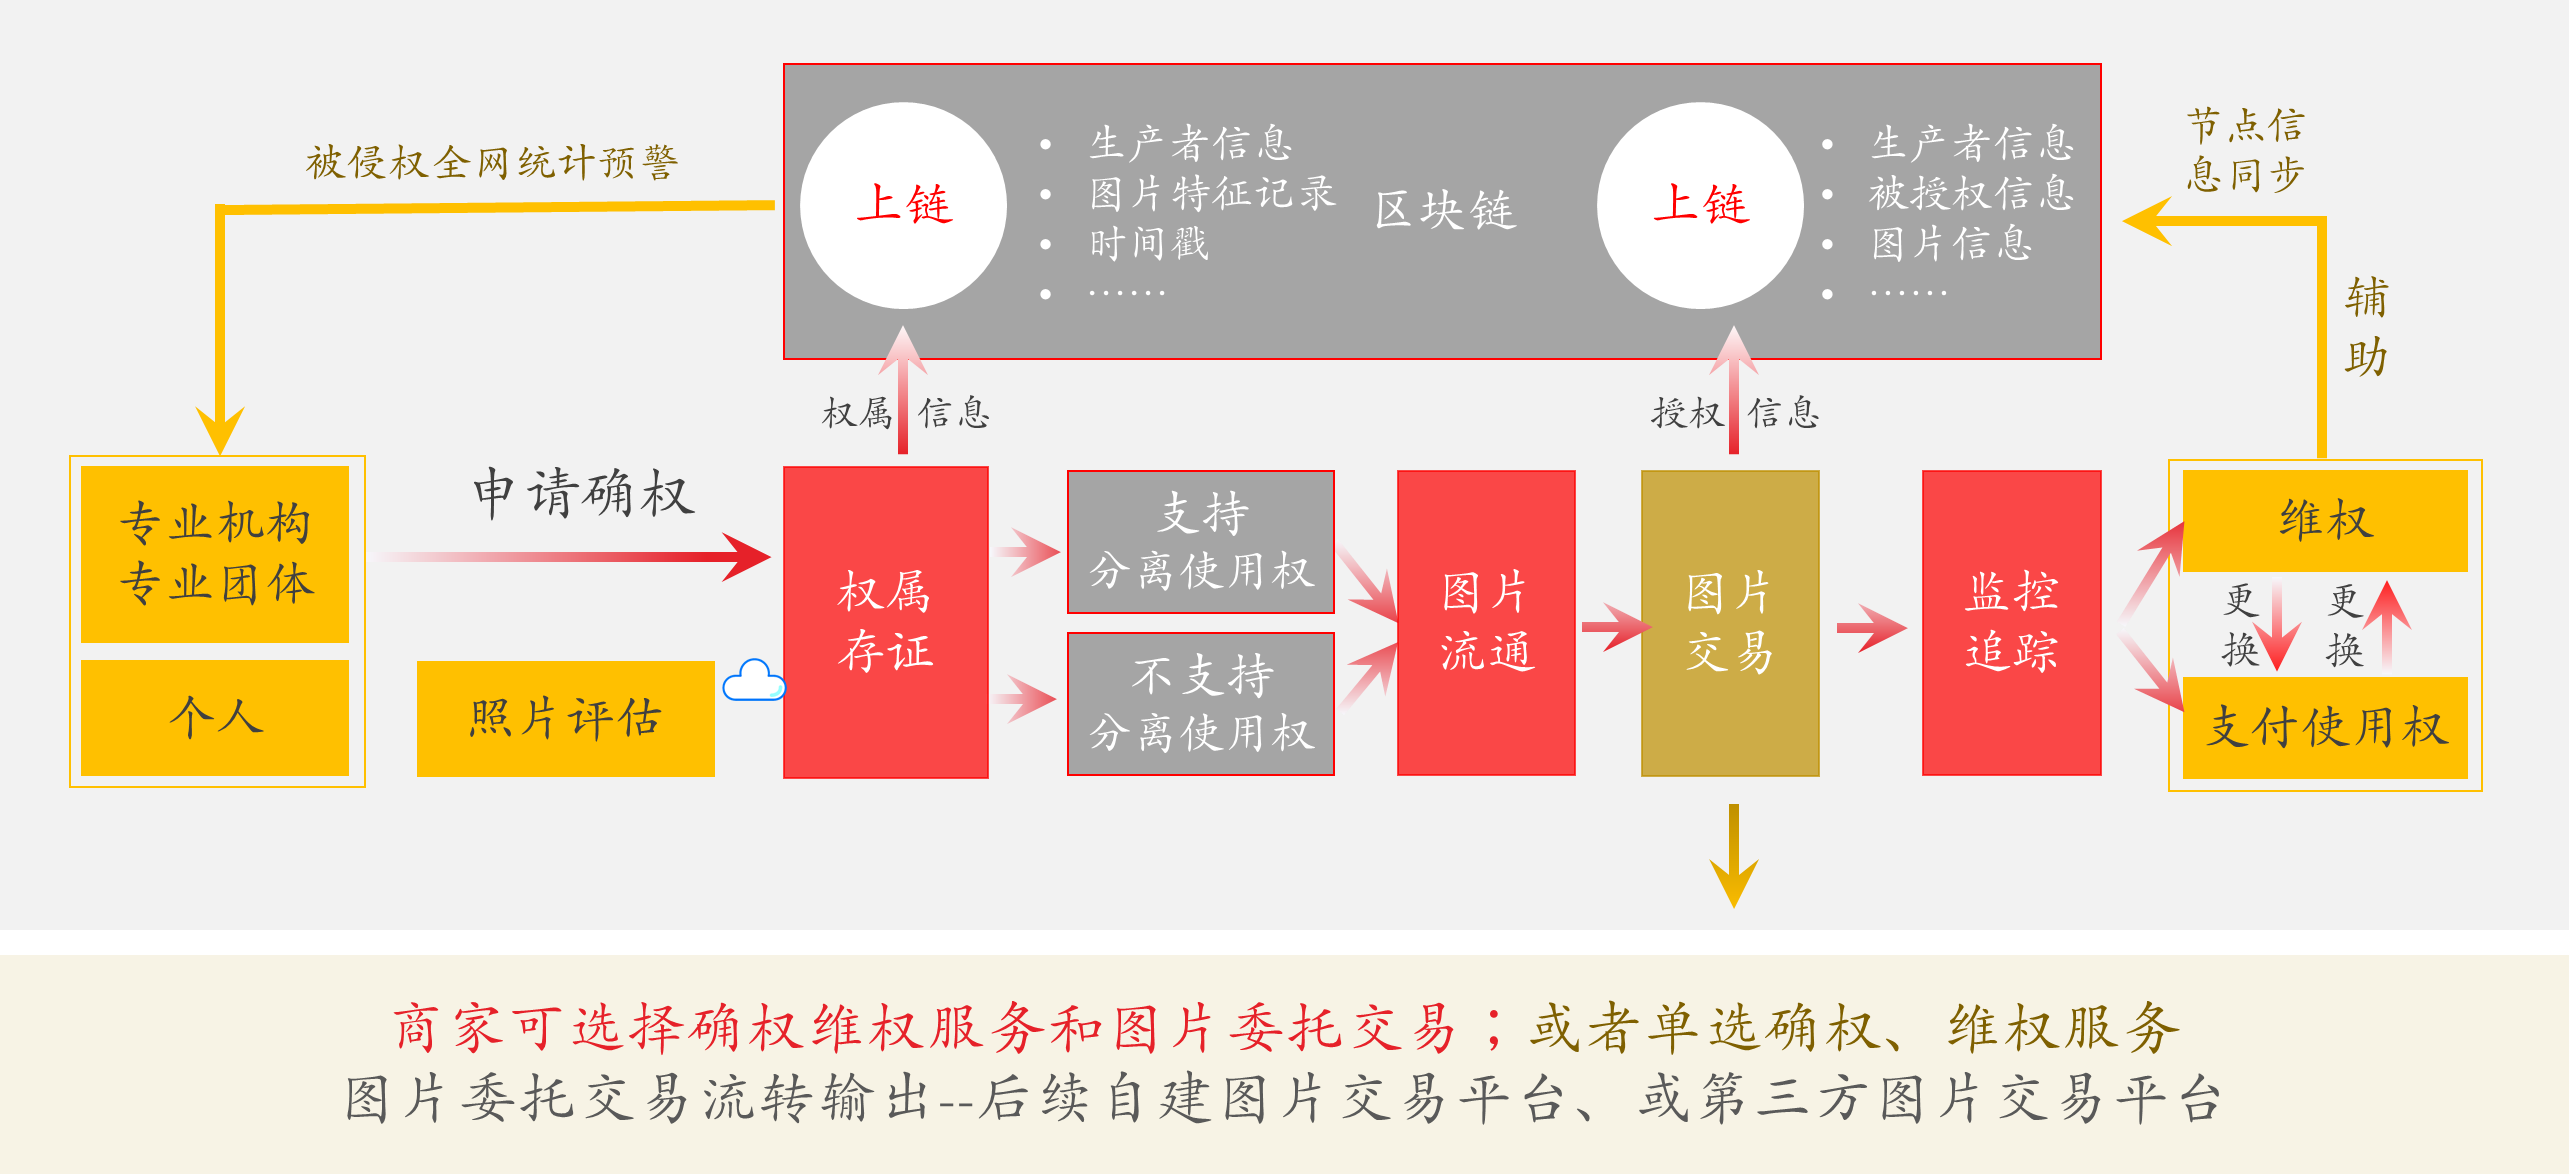 被侵权全网统计预警
上链
• 生产者信息
• 图片特征记录
• 时间戳
• ……
区块链
上链
• 生产者信息
• 被授权信息
• 图片信息
• ……
节点信
息同步
辅
助
权属 信息
授权 信息
专业机构
专业团体
个人
申请确权
照片评估
权属
存证
支持
分离使用权
不支持
分离使用权
图片
流通
图片
交易
监控
追踪
维权
更
换
更
换
支付使用权
商家可选择确权维权服务和图片委托交易；或者单选确权、维权服务
图片委托交易流转输出--后续自建图片交易平台、或第三方图片交易平台